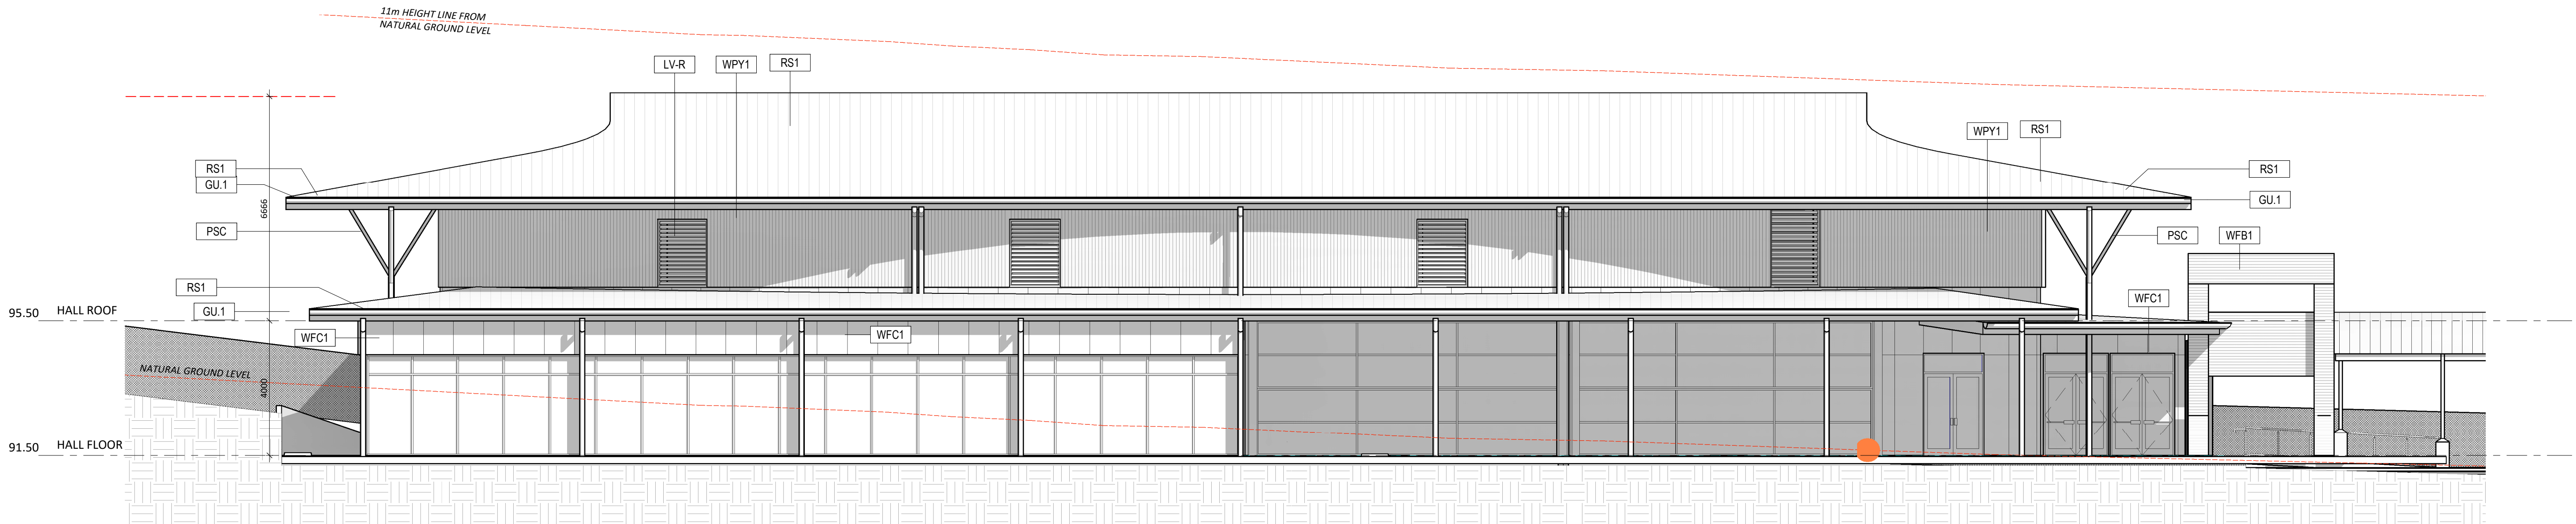 11m HEIGHT LINE FROM
NATURAL GROUND LEVEL
LV-R
WPY1
RS1
WPY1
RS1
RS1
GU.1
RS1
GU.1
6666
PSC
PSC
WFB1
RS1
GU.1
WFC1
95.50 HALL ROOF
WFC1
WFC1
NATURAL GROUND LEVEL
4000
91.50 HALL FLOOR